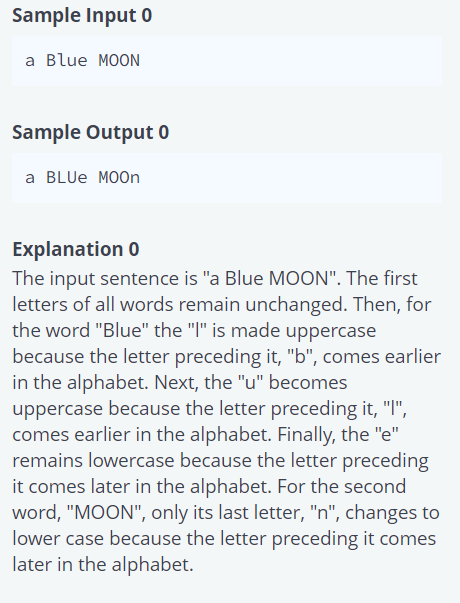 Sample Input 0
a Blue MOON
Sample Output 0
a BLUe MOOn
Explanation 0
The input sentence is "a Blue MOON". The first
letters of all words remain unchanged. Then, for
the word "Blue" the "l" is made uppercase
because the letter preceding it, "b", comes earlier
in the alphabet. Next, the "u" becomes
uppercase because the letter preceding it, "l",
comes earlier in the alphabet. Finally, the "e"
remains lowercase because the letter preceding
it comes later in the alphabet. For the second
word, "MOON", only its last letter, "n", changes to
lower case because the letter preceding it comes
later in the alphabet.